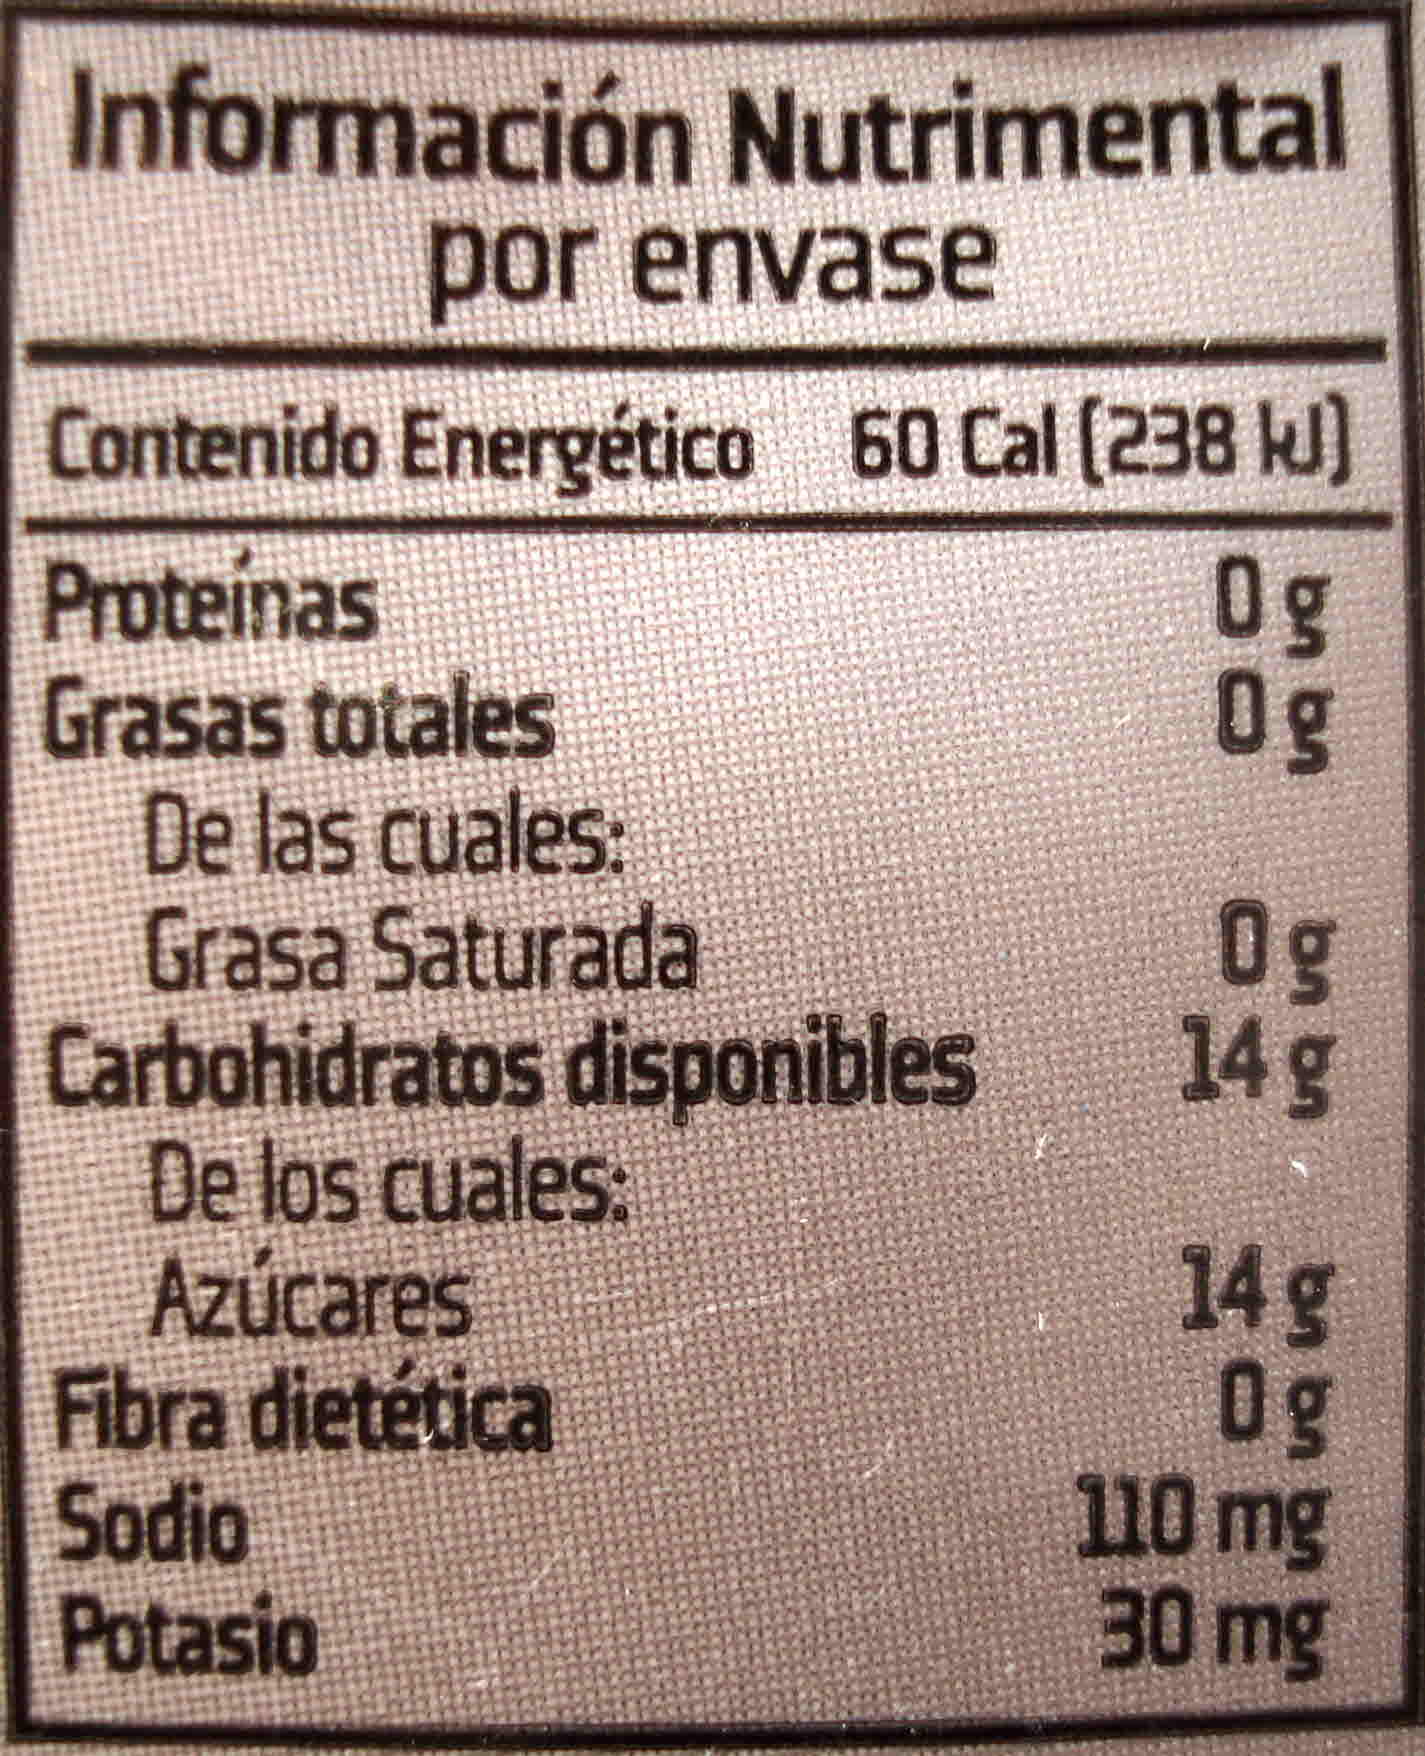 Información Nutrimental
por envase
Contenido Energético 60 Cal (238 kJ)
Proteínas 0 g
Grasas totales 0 g
De las cuales:
Grasa Saturada 0 g
Carbohidratos disponibles 14 g
De los cuales:
Azúcares 14 g
Fibra dietética 0 g
Sodio 110 mg
Potasio 30 mg